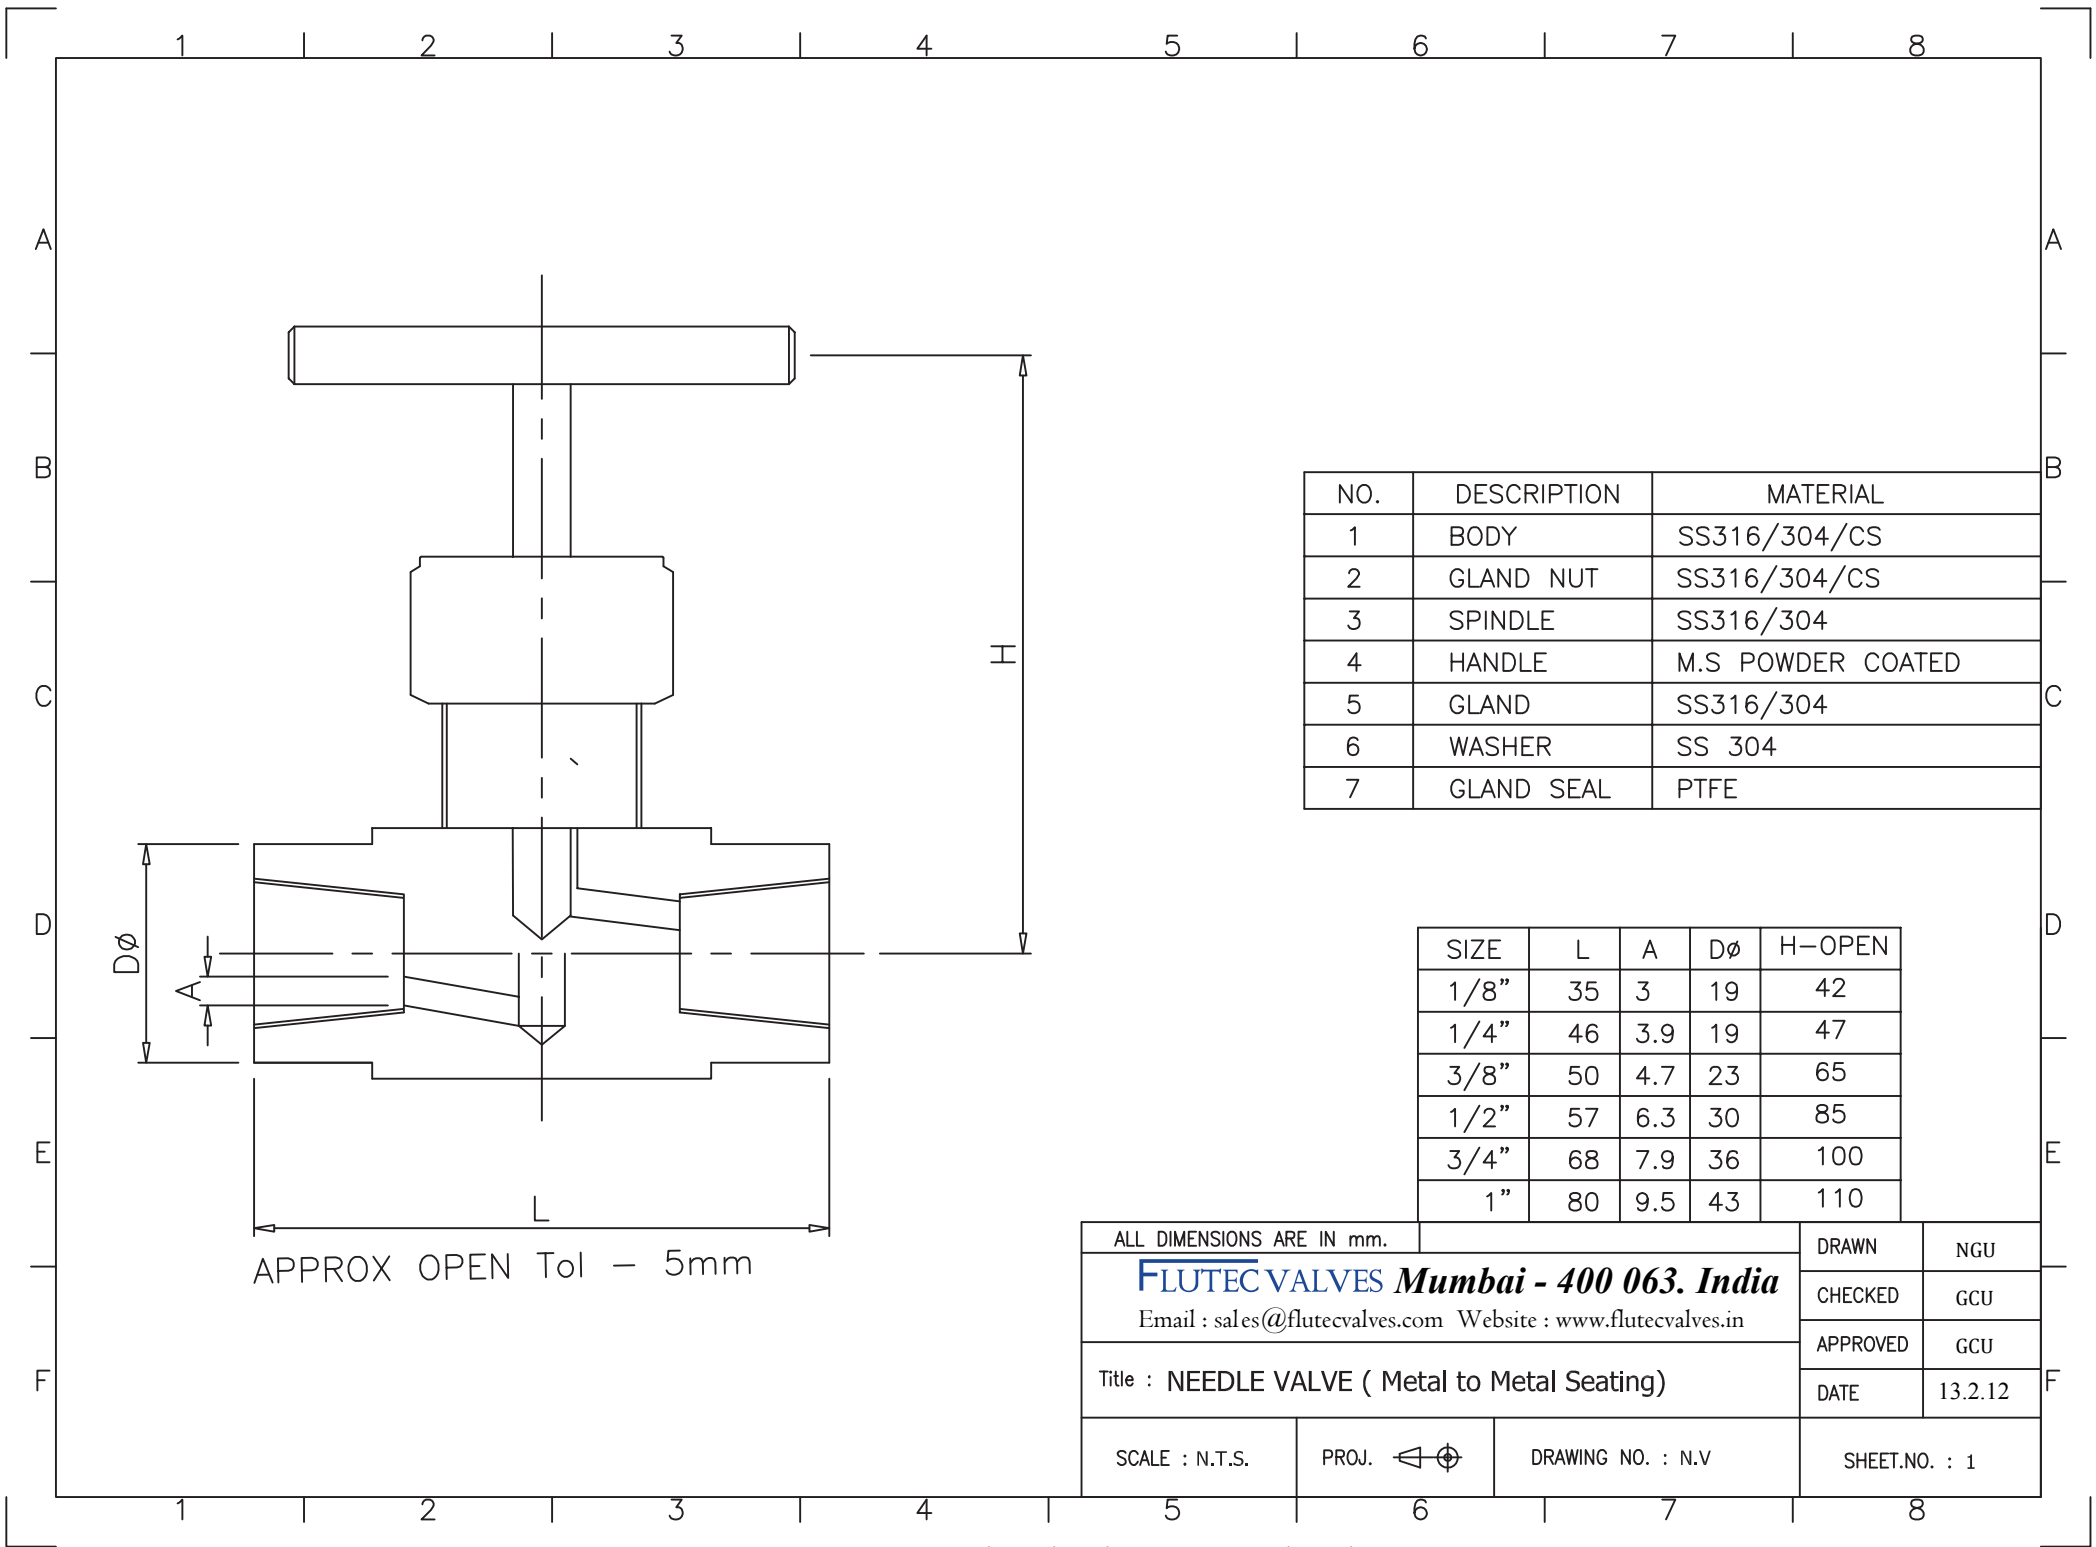 1 2 3 4 5 6 7 8
A A
B B
C C
D D
E E
F F
H
Dø
A
L
APPROX OPEN Tol - 5mm
NO. DESCRIPTION MATERIAL
1 BODY SS316/304/CS
2 GLAND NUT SS316/304/CS
3 SPINDLE SS316/304
4 HANDLE M.S POWDER COATED
5 GLAND SS316/304
6 WASHER SS 304
7 GLAND SEAL PTFE
SIZE L A Dø H-OPEN
1/8" 35 3 19 42
1/4" 46 3.9 19 47
3/8" 50 4.7 23 65
1/2" 57 6.3 30 85
3/4" 68 7.9 36 100
1" 80 9.5 43 110
ALL DIMENSIONS ARE IN mm.
FLUTEC VALVES Mumbai - 400 063. India
Email : sales@flutecvalves.com Website : www.flutecvalves.in
Title : NEEDLE VALVE ( Metal to Metal Seating)
DRAWN NGU
CHECKED GCU
APPROVED GCU
DATE 13.2.12
SCALE : N.T.S. PROJ. DRAWING NO. : N.V SHEET.NO. : 1
1 2 3 4 5 6 7 8